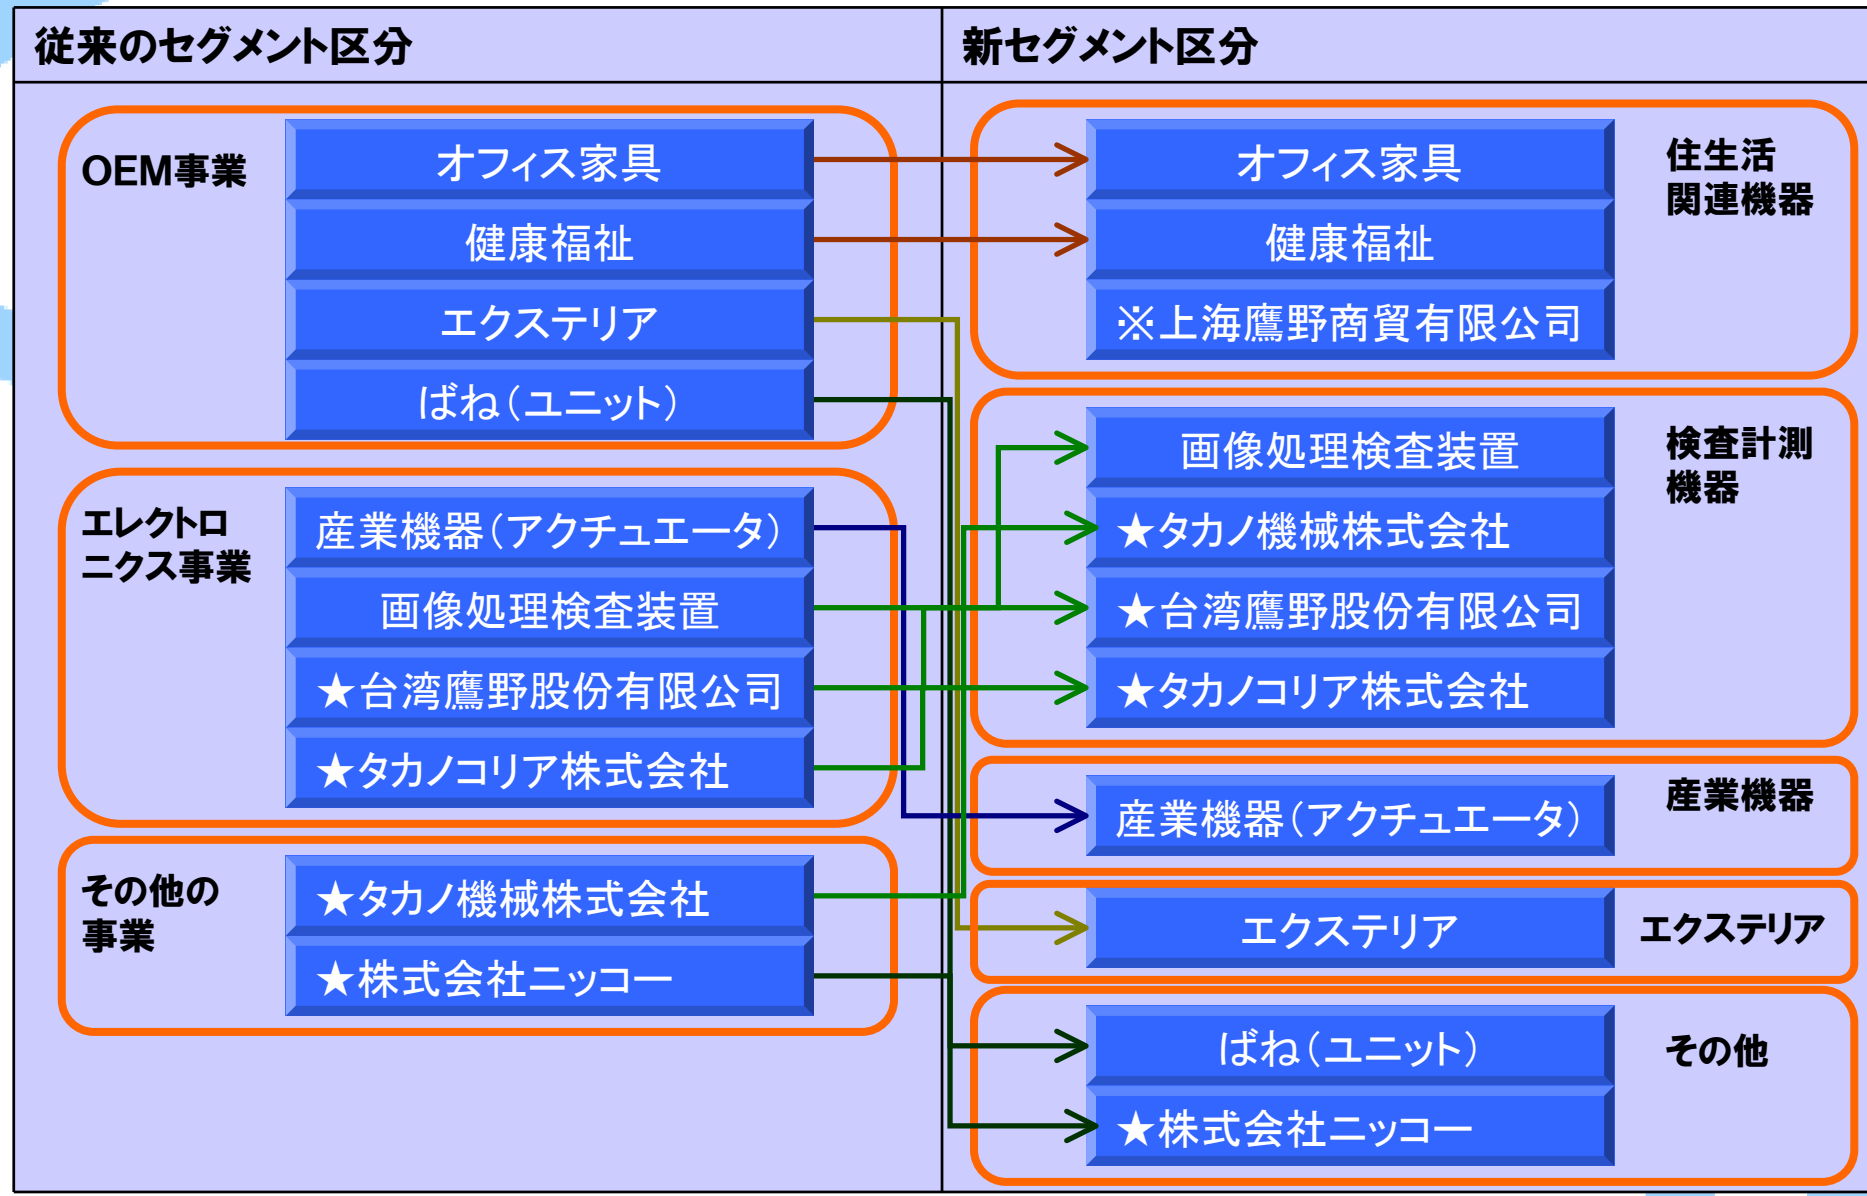 従来のセグメント区分
新セグメント区分
OEM事業
オフィス家具
健康福祉
エクステリア
ばね（ユニット）
エレクトロ
ニクス事業
産業機器（アクチュエータ）
画像処理検査装置
★台湾鷹野股份有限公司
★タカノコリア株式会社
その他の
事業
★タカノ機械株式会社
★株式会社ニッコー
オフィス家具
健康福祉
※上海鷹野商貿有限公司
住生活
関連機器
画像処理検査装置
★タカノ機械株式会社
★台湾鷹野股份有限公司
★タカノコリア株式会社
検査計測
機器
産業機器（アクチュエータ）
産業機器
エクステリア
エクステリア
ばね（ユニット）
★株式会社ニッコー
その他